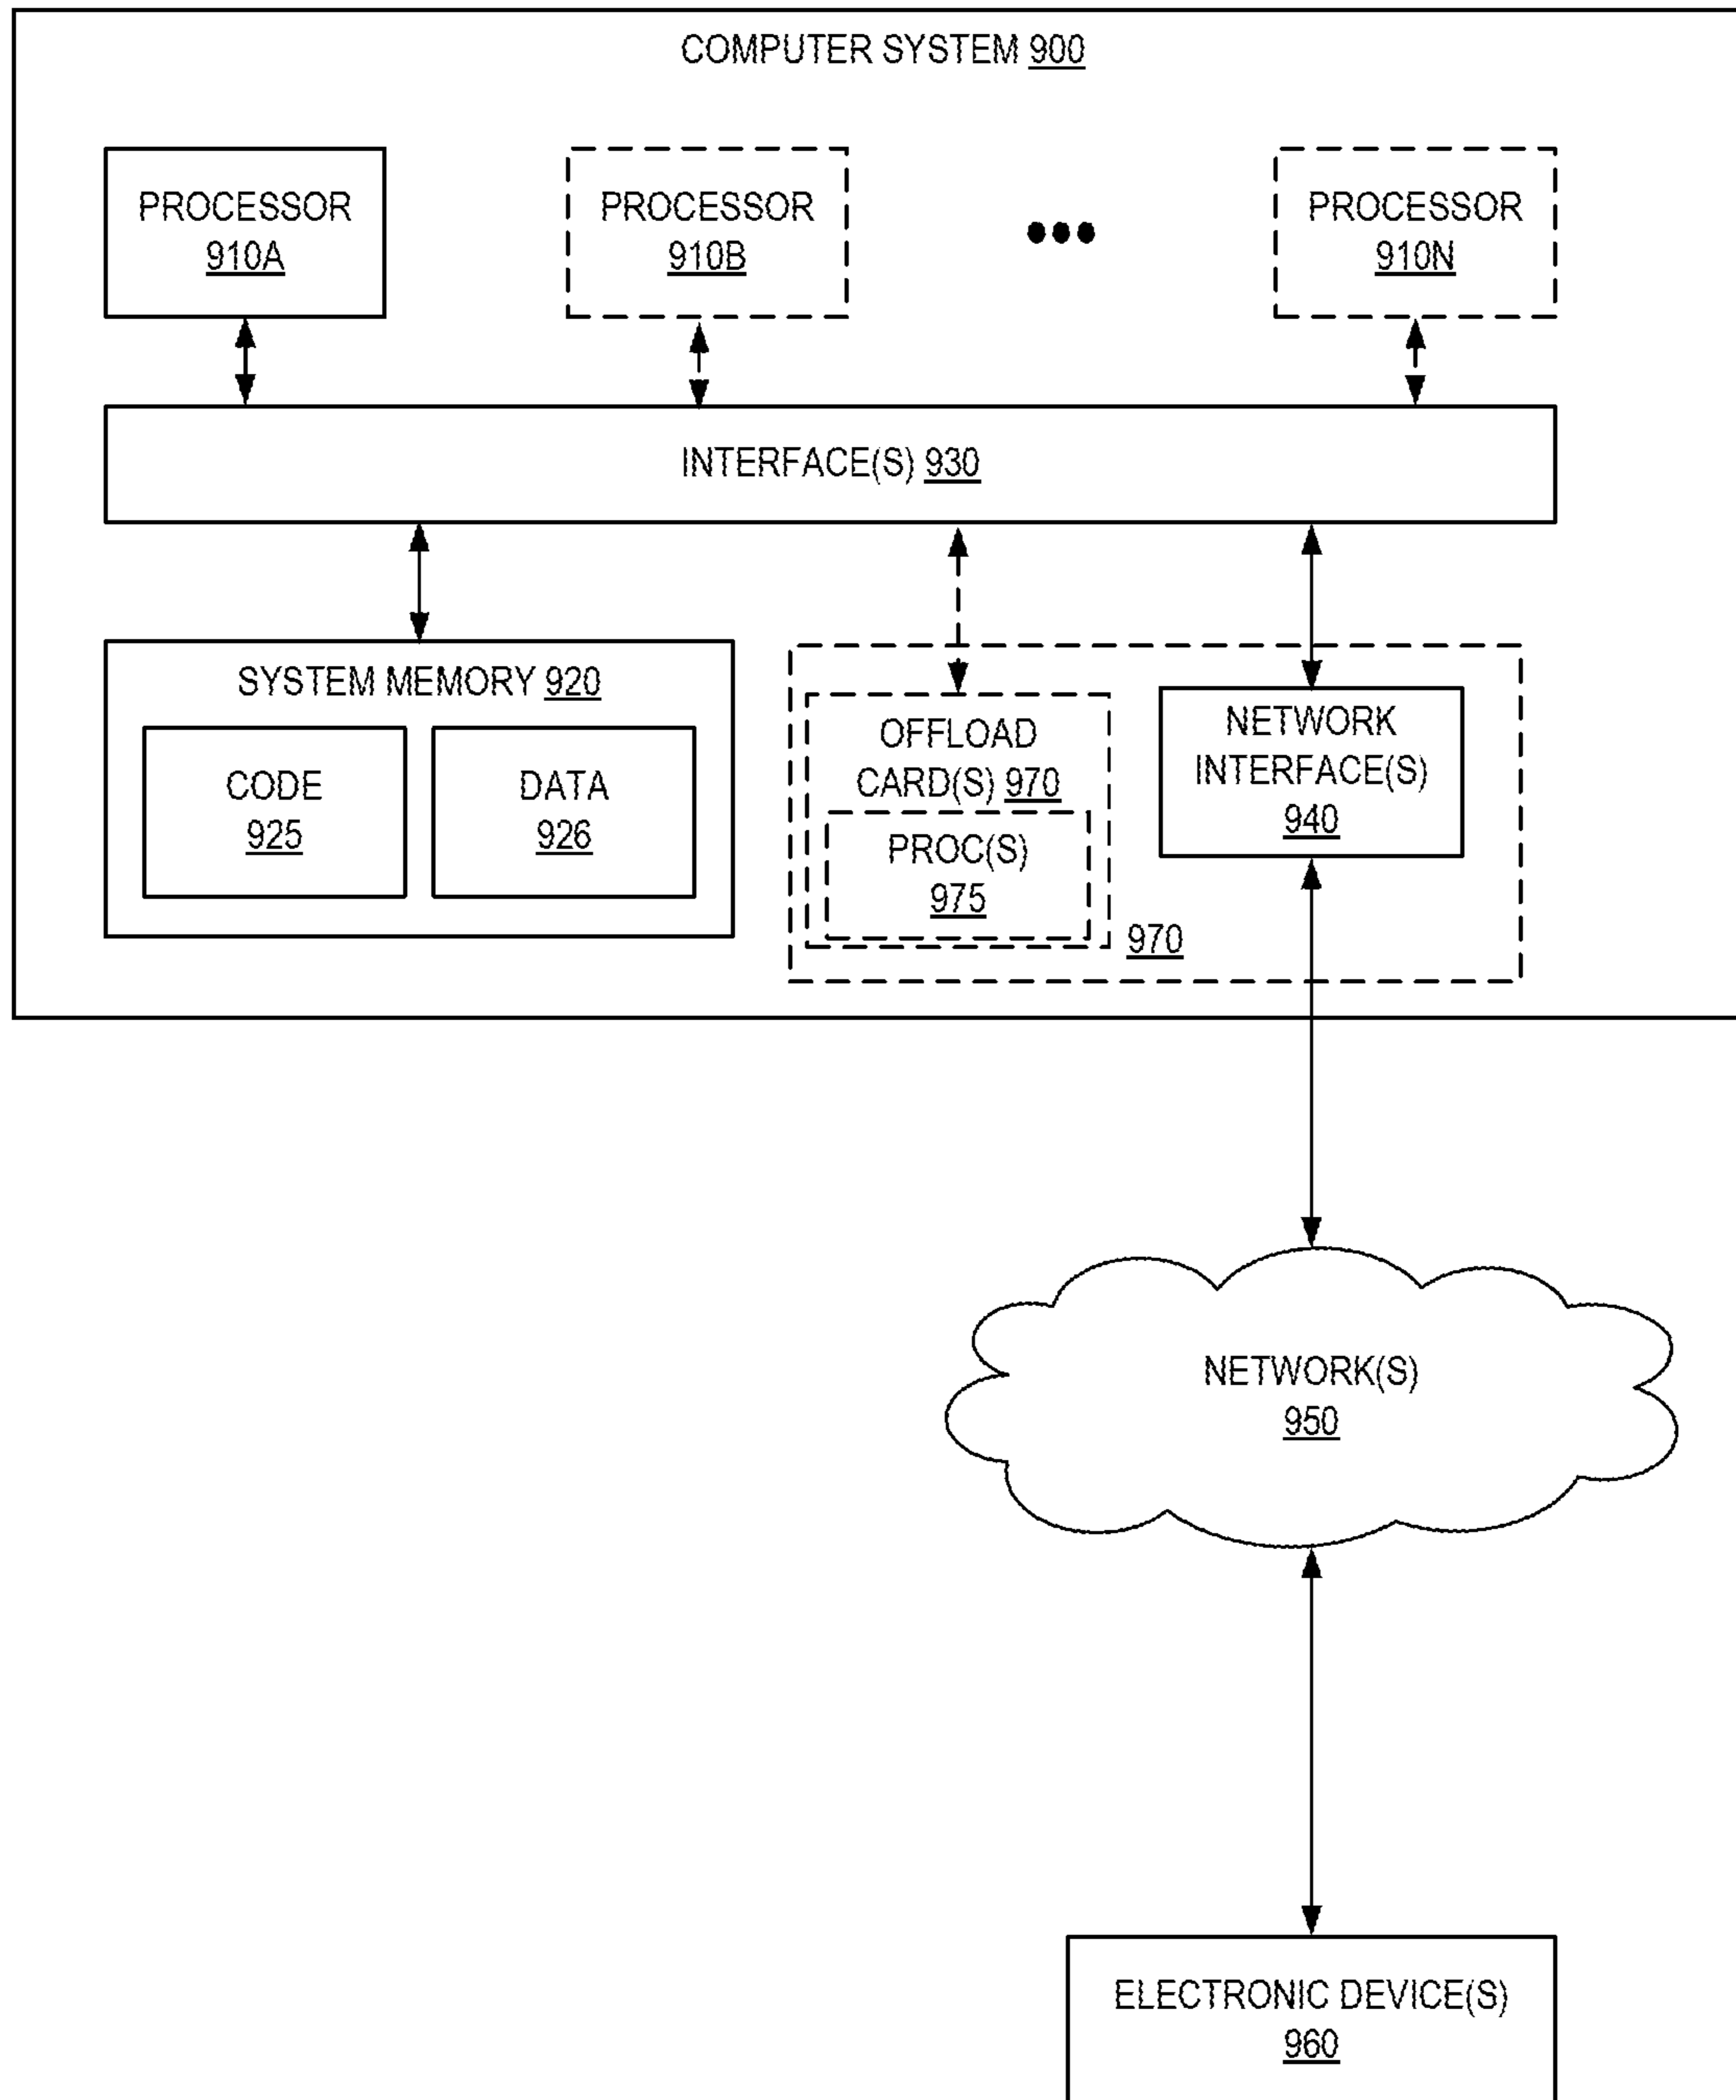 COMPUTER SYSTEM 900
PROCESSOR
910A
PROCESSOR
910B
PROCESSOR
910N
INTERFACE(S) 930
SYSTEM MEMORY 920
CODE
925
DATA
926
OFFLOAD
CARD(S) 970
PROC(S)
975
970
NETWORK
INTERFACE(S)
940
NETWORK(S)
950
ELECTRONIC DEVICE(S)
960